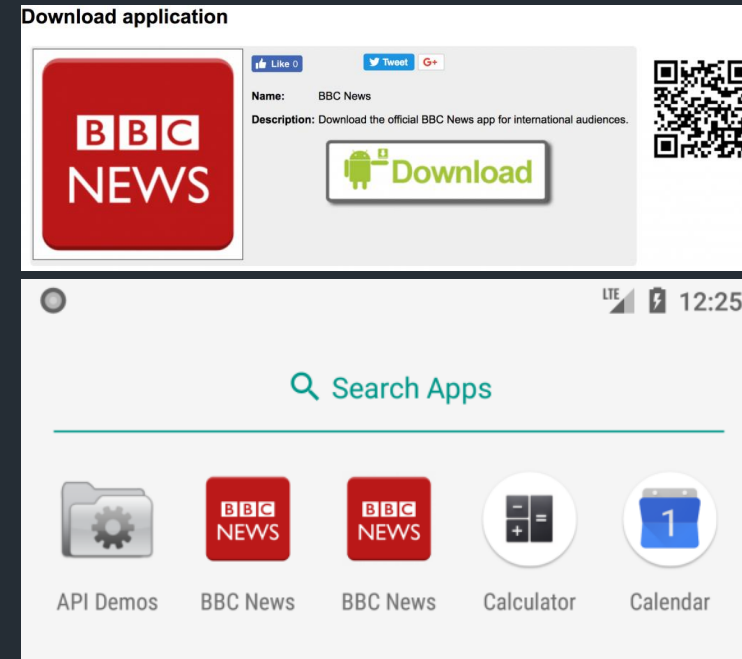 Download application
BBC
NEWS
Like 0
Tweet
G+
Name: BBC News
Description: Download the official BBC News app for international audiences.
Download
LTE
12:25
Search Apps
BBC
NEWS
BBC
NEWS
1
API Demos
BBC News
BBC News
Calculator
Calendar